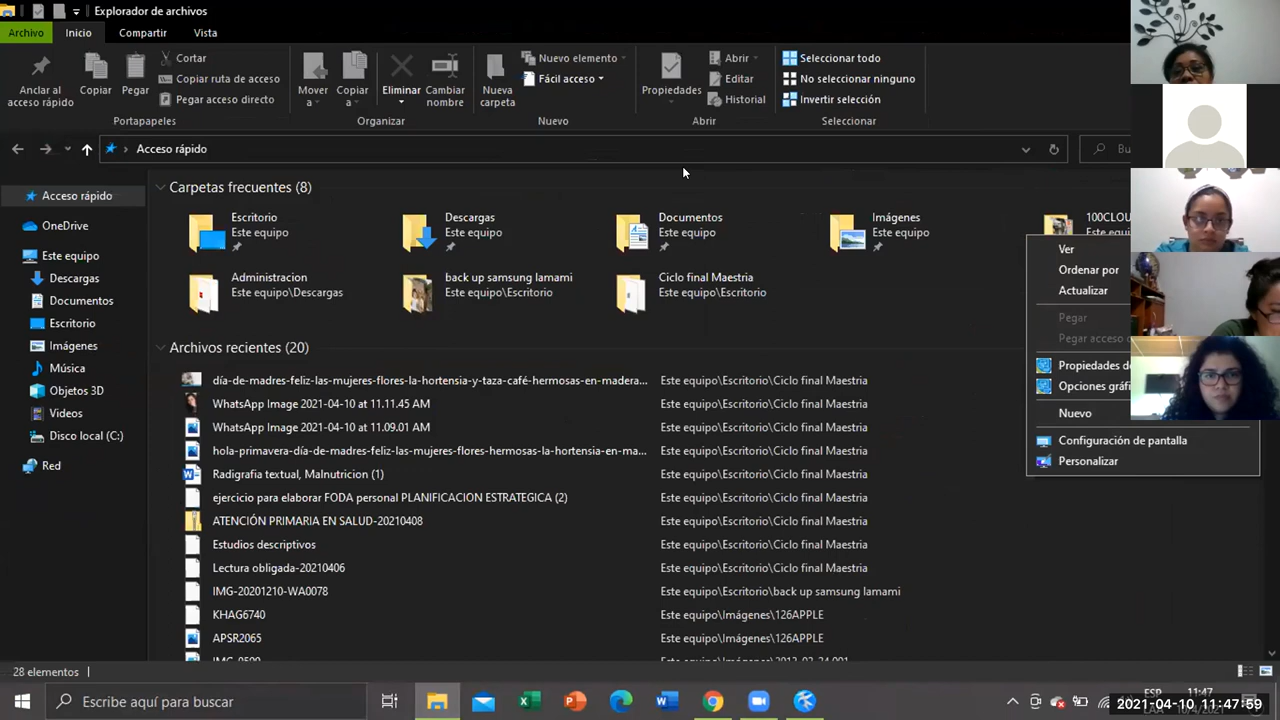 Explorador de archivos
Archivo Inicio Compartir Vista
Anclar al acceso rápido
Copiar
Pegar
Cortar
Copiar ruta de acceso
Pegar acceso directo
Portapapeles
Mover a
Copiar a
Eliminar
Cambiar nombre
Organizar
Nueva carpeta
Nuevo elemento
Fácil acceso
Nuevo
Propiedades
Abrir
Editar
Historial
Abrir
Seleccionar todo
No seleccionar ninguno
Invertir selección
Seleccionar
Acceso rápido
Acceso rápido
OneDrive
Este equipo
Descargas
Documentos
Escritorio
Imágenes
Música
Objetos 3D
Videos
Disco local (C:)
Red
Carpetas frecuentes (8)
Escritorio
Este equipo
Descargas
Este equipo
Documentos
Este equipo
Imágenes
Este equipo
100CLOU
Administracion
Este equipo\Descargas
back up samsung lamami
Este equipo\Escritorio
Ciclo final Maestria
Este equipo\Escritorio
Archivos recientes (20)
día-de-madres-feliz-las-mujeres-flores-la-hortensia-y-taza-café-hermosas-en-madera... Este equipo\Escritorio\Ciclo final Maestria
WhatsApp Image 2021-04-10 at 11.11.45 AM Este equipo\Escritorio\Ciclo final Maestria
WhatsApp Image 2021-04-10 at 11.09.01 AM Este equipo\Escritorio\Ciclo final Maestria
hola-primavera-día-de-madres-feliz-las-mujeres-flores-hermosas-la-hortensia-en-ma... Este equipo\Escritorio\Ciclo final Maestria
Radigrafia textual, Malnutricion (1) Este equipo\Escritorio\Ciclo final Maestria
ejercicio para elaborar FODA personal PLANIFICACION ESTRATEGICA (2) Este equipo\Escritorio\Ciclo final Maestria
ATENCIÓN PRIMARIA EN SALUD-20210408 Este equipo\Escritorio\Ciclo final Maestria
Estudios descriptivos Este equipo\Escritorio\Ciclo final Maestria
Lectura obligada-20210406 Este equipo\Escritorio\Ciclo final Maestria
IMG-20201210-WA0078 Este equipo\Escritorio\back up samsung lamami
KHAG6740 Este equipo\Imágenes\126APPLE
APSR2065 Este equipo\Imágenes\126APPLE
Ver
Ordenar por
Actualizar
Pegar
Pegar acceso
Propiedades de
Opciones gráfi
Nuevo
Configuración de pantalla
Personalizar
28 elementos
Escribe aquí para buscar
ESP
11:47
2021-04-10 11:47:59